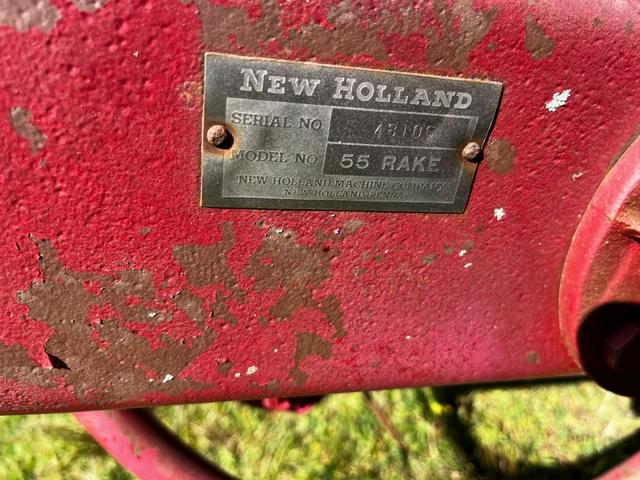 NEW HOLLAND
SERIAL NO
MODEL NO 55 RAKE
NEW HOLLAND MACHINE COMPANY
NEW HOLLAND, PENNA